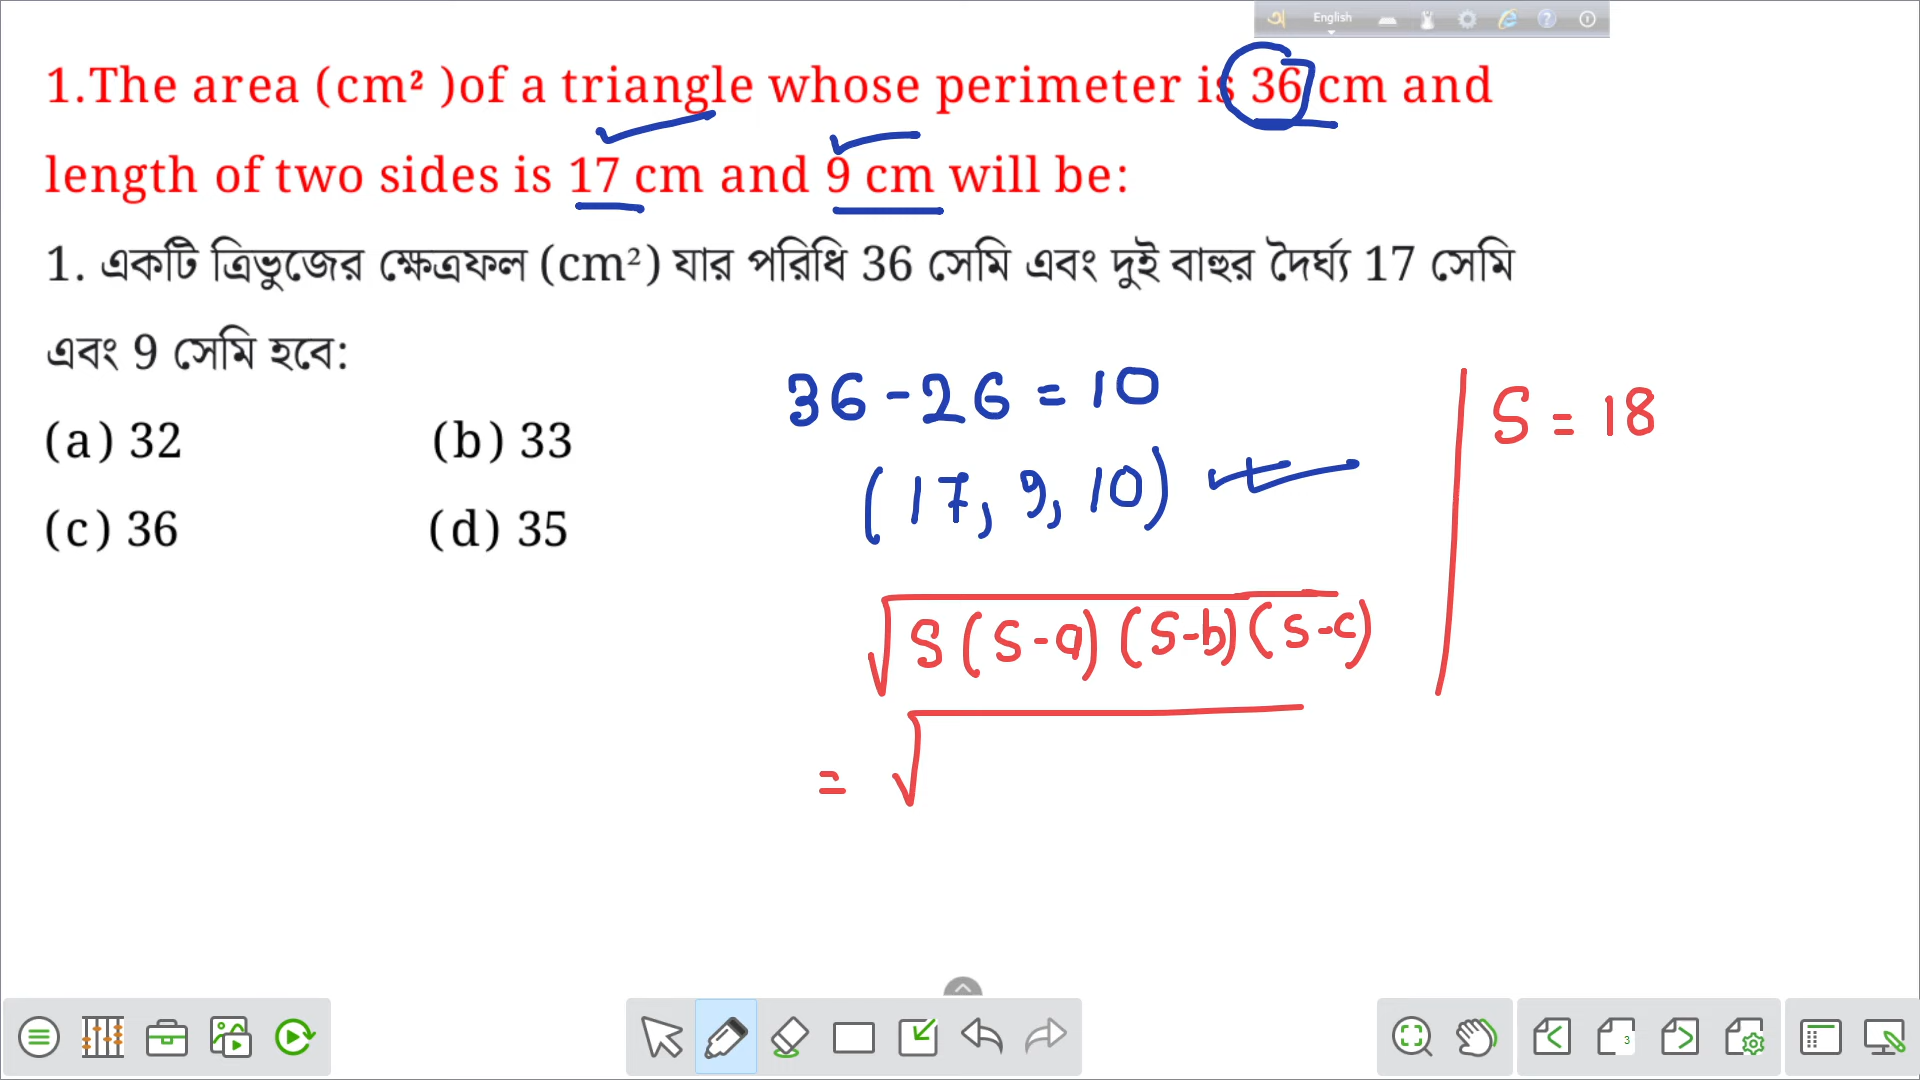 English
1.The area (cm² )of a triangle whose perimeter is 36 cm and
length of two sides is 17 cm and 9 cm will be:
1. একটি ত্রিভুজের ক্ষেত্রফল (cm²) যার পরিধি 36 সেমি এবং দুই বাহুর দৈর্ঘ্য 17 সেমি
এবং 9 সেমি হবে:
(a) 32 (b) 33
(c) 36 (d) 35
36 - 26 = 10
(17, 9, 10)
S = 18
√S(S-a)(S-b)(S-c)
= √
3